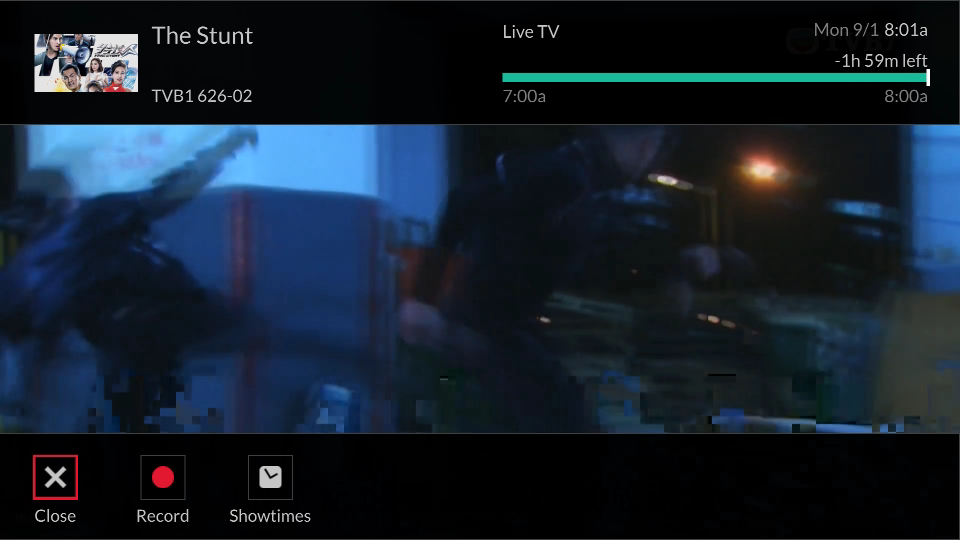 The Stunt
TVB1 626-02
Live TV
Mon 9/1 8:01a
-1h 59m left
7:00a
8:00a
Close
Record
Showtimes